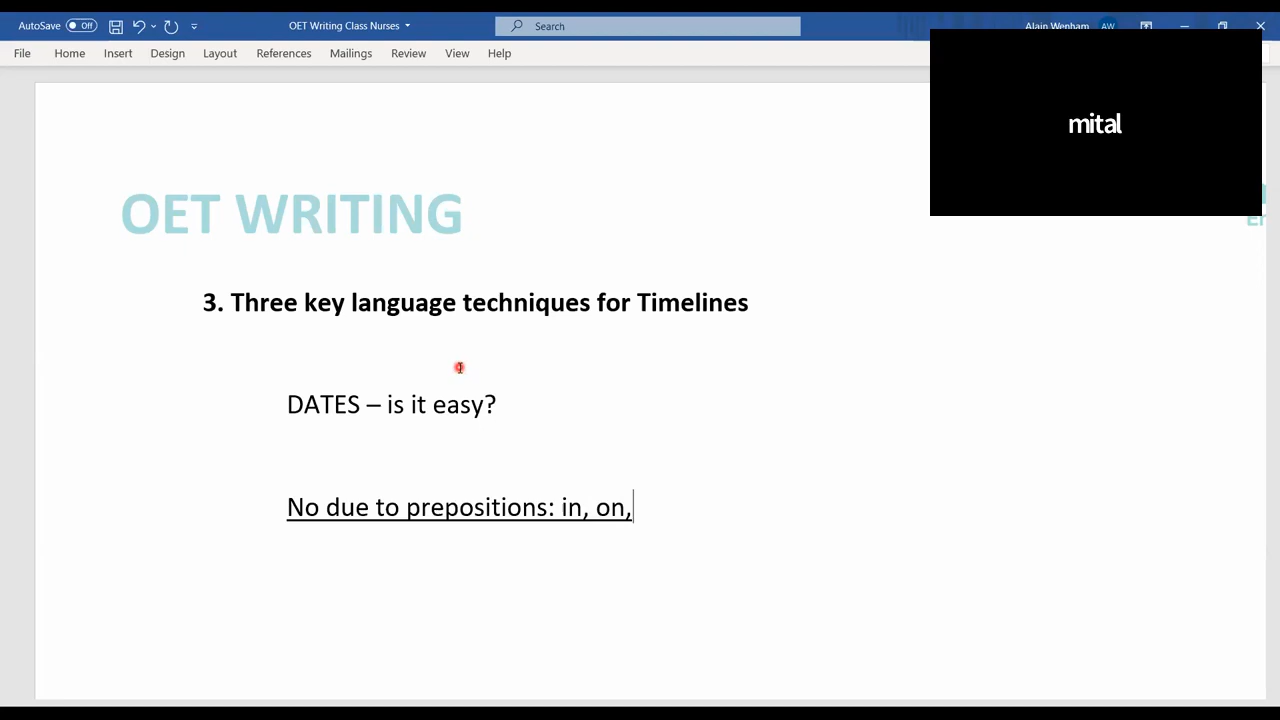 AutoSave Off OET Writing Class Nurses Search Alain Wenham AW
File Home Insert Design Layout References Mailings Review View Help
mital
OET WRITING
3. Three key language techniques for Timelines
DATES – is it easy?
No due to prepositions: in, on,